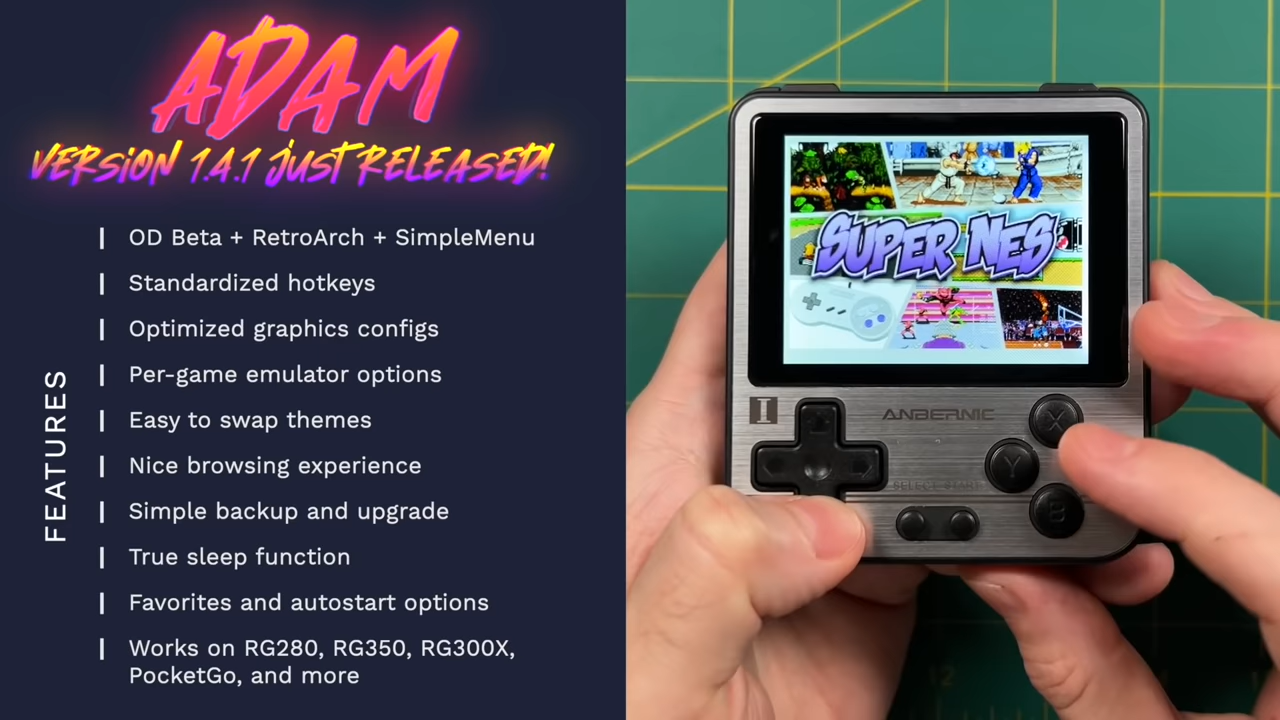 ADAM
VERSION 1.4.1 JUST RELEASED!
FEATURES
OD Beta + RetroArch + SimpleMenu
Standardized hotkeys
Optimized graphics configs
Per-game emulator options
Easy to swap themes
Nice browsing experience
Simple backup and upgrade
True sleep function
Favorites and autostart options
Works on RG280, RG350, RG300X,
PocketGo, and more
SUPER NES
I
ANBERNIC
X
Y
SELECT START
B
12